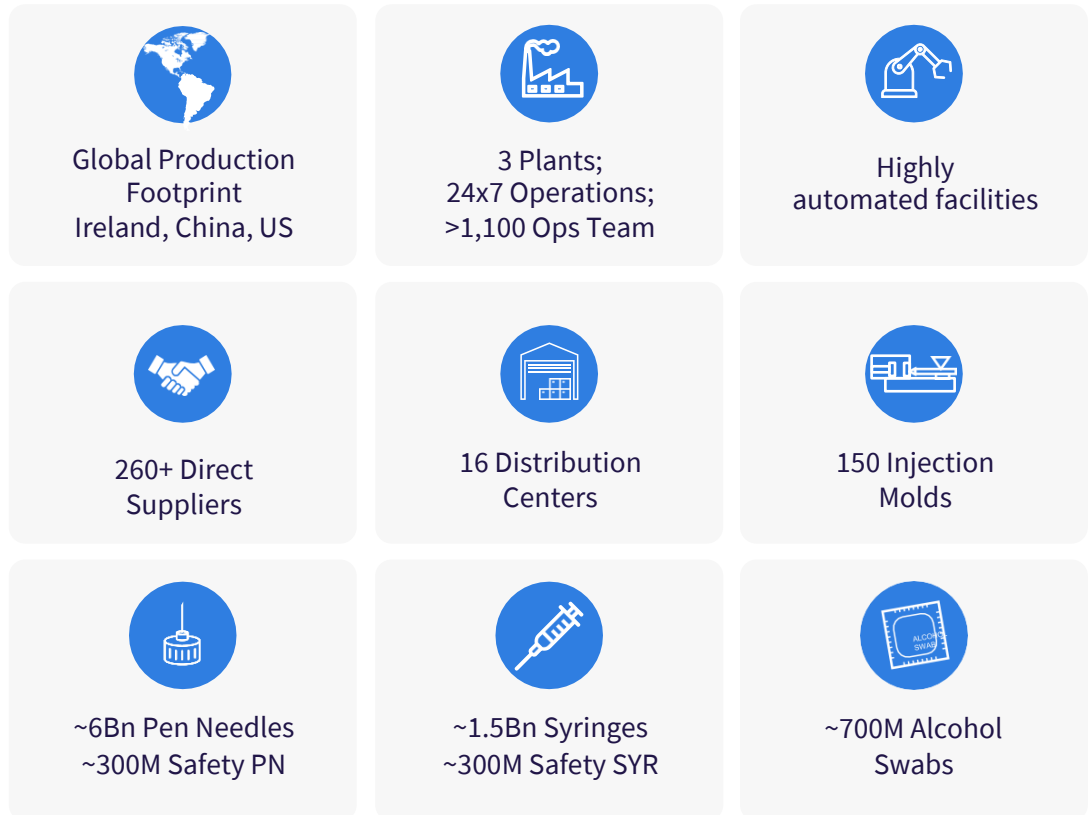 Global Production
Footprint
Ireland, China, US
3 Plants;
24x7 Operations;
>1,100 Ops Team
Highly
automated facilities
260+ Direct
Suppliers
16 Distribution
Centers
150 Injection
Molds
~6Bn Pen Needles
~300M Safety PN
~1.5Bn Syringes
~300M Safety SYR
ALCOHOL
SWAB
~700M Alcohol
Swabs